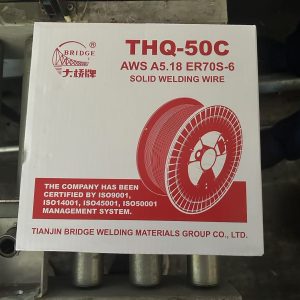 BRIDGE
大桥牌
THQ-50C
AWS A5.18 ER70S-6
SOLID WELDING WIRE
THE COMPANY HAS BEEN
CERTIFIED BY ISO9001,
ISO14001, ISO45001, ISO50001
MANAGEMENT SYSTEM.
TIANJIN BRIDGE WELDING MATERIALS GROUP CO., LTD.